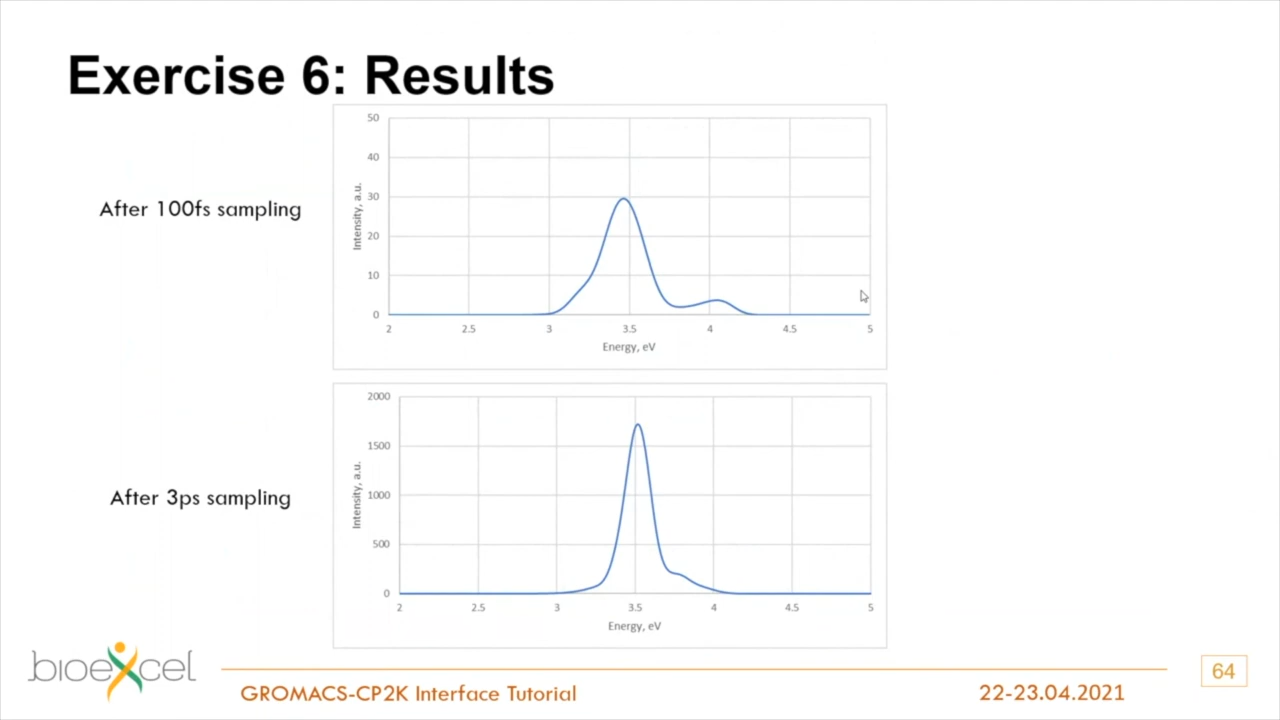 Exercise 6: Results
After 100fs sampling
50
40
30
20
10
0
Intensity, a.u.
2 2.5 3 3.5 4 4.5 5
Energy, eV
After 3ps sampling
2000
1500
1000
500
0
Intensity, a.u.
2 2.5 3 3.5 4 4.5 5
Energy, eV
bioexcel
GROMACS-CP2K Interface Tutorial
22-23.04.2021
64